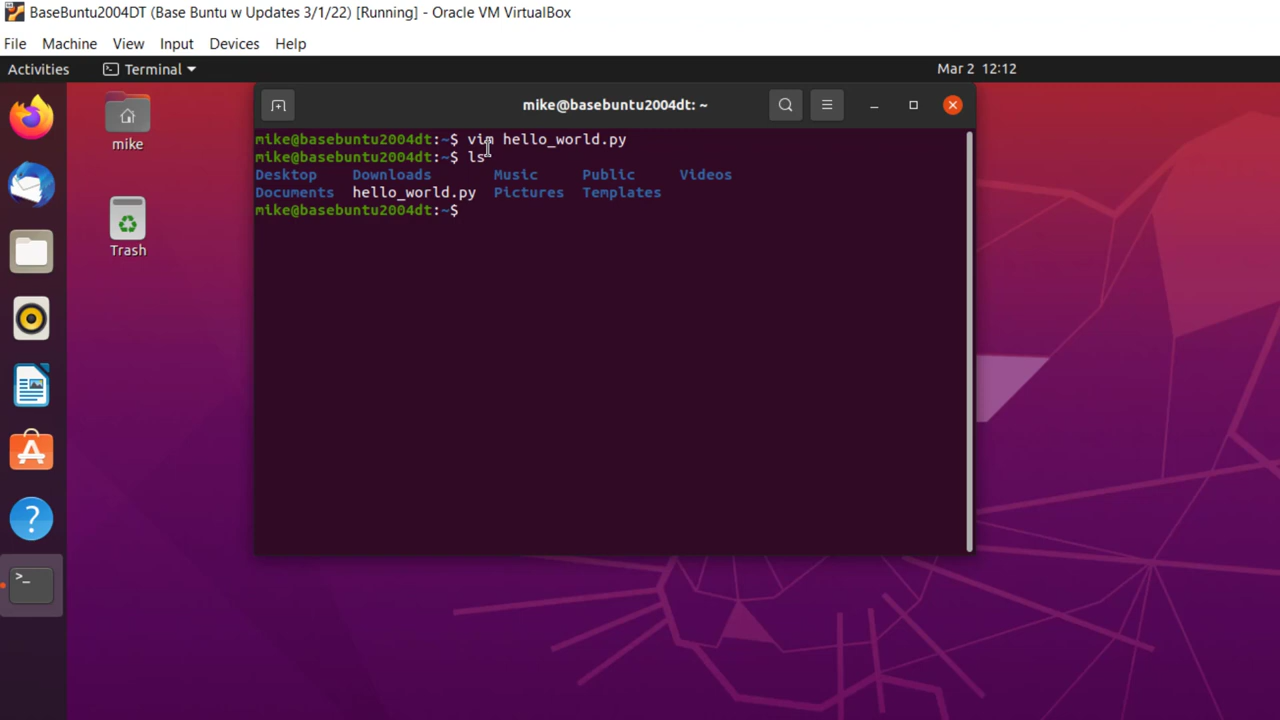 BaseBuntu2004DT (Base Buntu w Updates 3/1/22) [Running] - Oracle VM VirtualBox
File Machine View Input Devices Help
Activities Terminal Mar 2 12:12
mike@basebuntu2004dt: ~
mike
Trash
mike@basebuntu2004dt:~$ vim hello_world.py
mike@basebuntu2004dt:~$ ls
Desktop Downloads Music Public Videos
Documents hello_world.py Pictures Templates
mike@basebuntu2004dt:~$